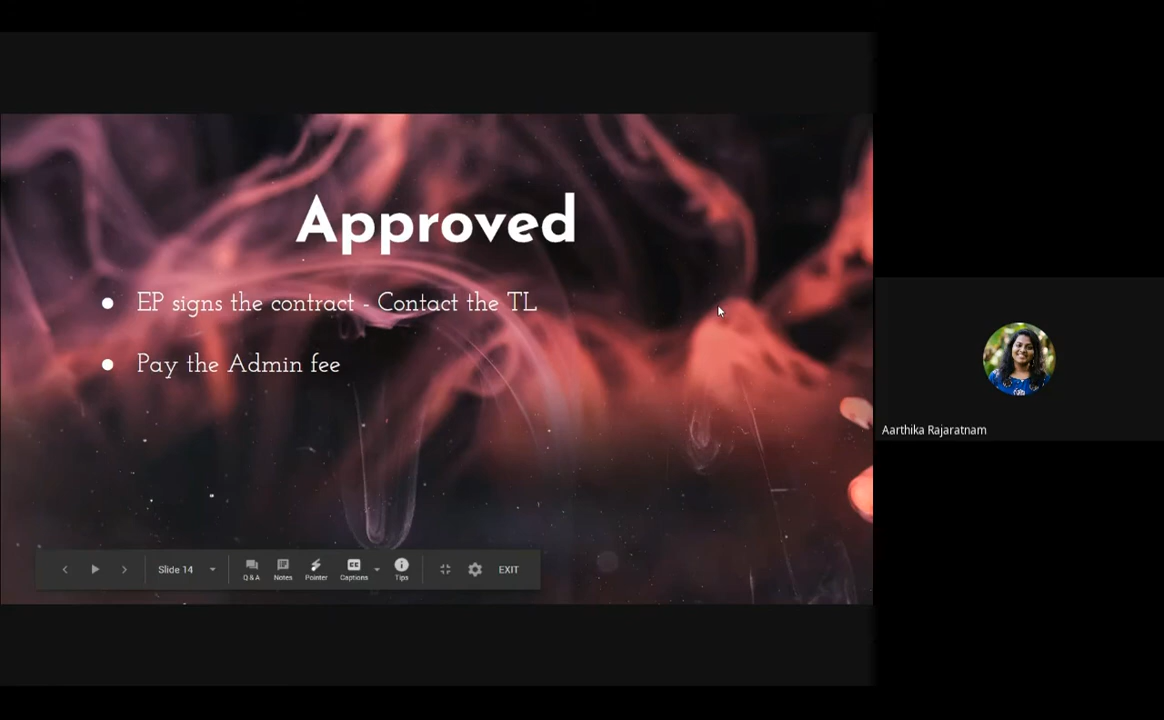 Approved
● EP signs the contract - Contact the TL
● Pay the Admin fee
Aarthika Rajaratnam
Slide 14
Q & A
Notes
Pointer
CC
Captions
Tips
EXIT